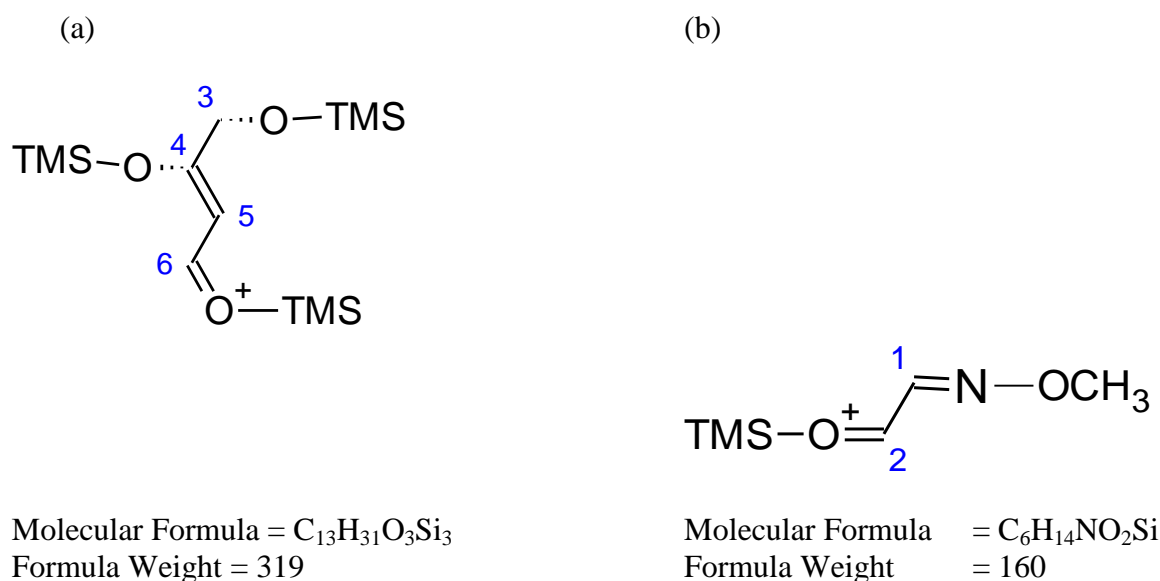 (a) (b)
3
O TMS
TMS O 4
5
6
O + TMS
1
N OCH₃
TMS O +
2
Molecular Formula = C₁₃H₃₁O₃Si₃ Molecular Formula = C₆H₁₄NO₂Si
Formula Weight = 319 Formula Weight = 160